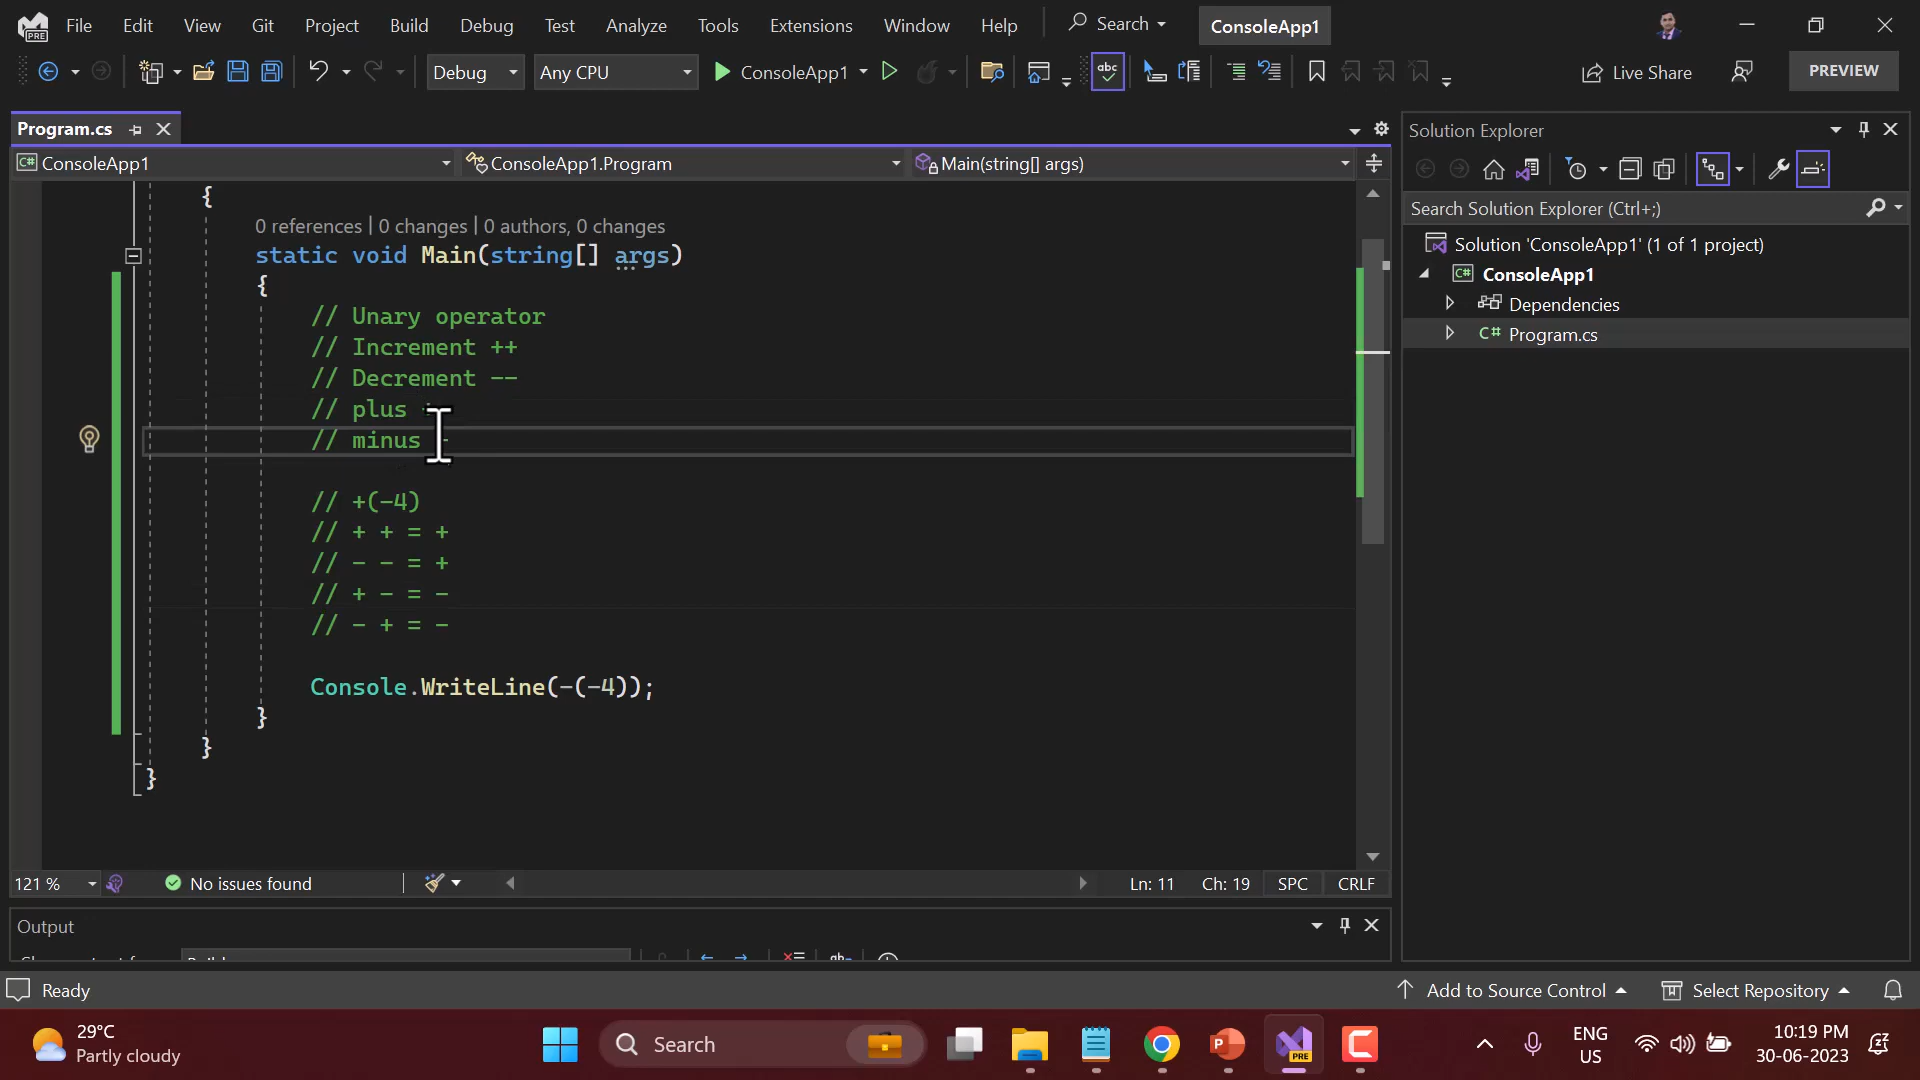 File Edit View Git Project Build Debug Test Analyze Tools Extensions Window Help Search ConsoleApp1
PRE
Debug Any CPU ConsoleApp1 abc Live Share PREVIEW
Program.cs
ConsoleApp1 ConsoleApp1.Program Main(string[] args)
{
0 references | 0 changes | 0 authors, 0 changes
static void Main(string[] args)
{
// Unary operator
// Increment ++
// Decrement --
// plus
// minus -
// +(-4)
// + + = +
// - - = +
// + - = -
// - + = -
Console.WriteLine(-(-4));
}
}
}
121 % No issues found Ln: 11 Ch: 19 SPC CRLF
Output
Solution Explorer
Search Solution Explorer (Ctrl+;)
Solution 'ConsoleApp1' (1 of 1 project)
C# ConsoleApp1
Dependencies
C# Program.cs
Ready Add to Source Control Select Repository
29°C
Partly cloudy
Search
ENG
US
10:19 PM
30-06-2023